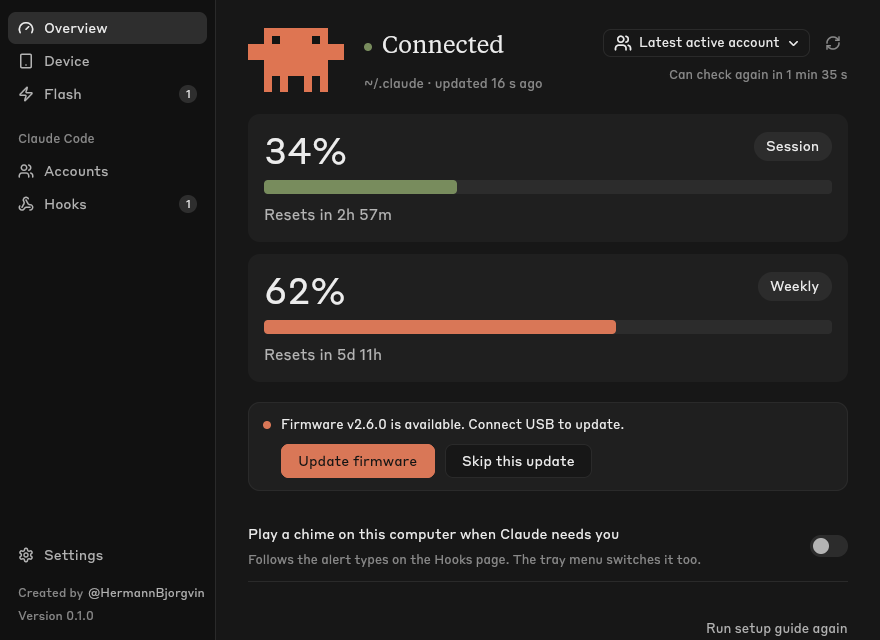 Overview
Device
Flash
1
Claude Code
Accounts
Hooks
1
Settings
Created by @HermannBjorgvin
Version 0.1.0
Connected
~/.claude · updated 16 s ago
Latest active account
Can check again in 1 min 35 s
34%
Session
Resets in 2h 57m
62%
Weekly
Resets in 5d 11h
Firmware v2.6.0 is available. Connect USB to update.
Update firmware
Skip this update
Play a chime on this computer when Claude needs you
Follows the alert types on the Hooks page. The tray menu switches it too.
Run setup guide again